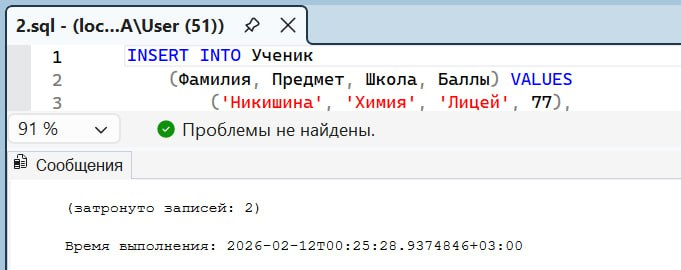 2.sql - (loc...A\User (51))
1 INSERT INTO Ученик
2 (Фамилия, Предмет, Школа, Баллы) VALUES
3 ('Никишина', 'Химия', 'Лицей', 77),
91 % Проблемы не найдены.
Сообщения
(затронуто записей: 2)
Время выполнения: 2026-02-12T00:25:28.9374846+03:00